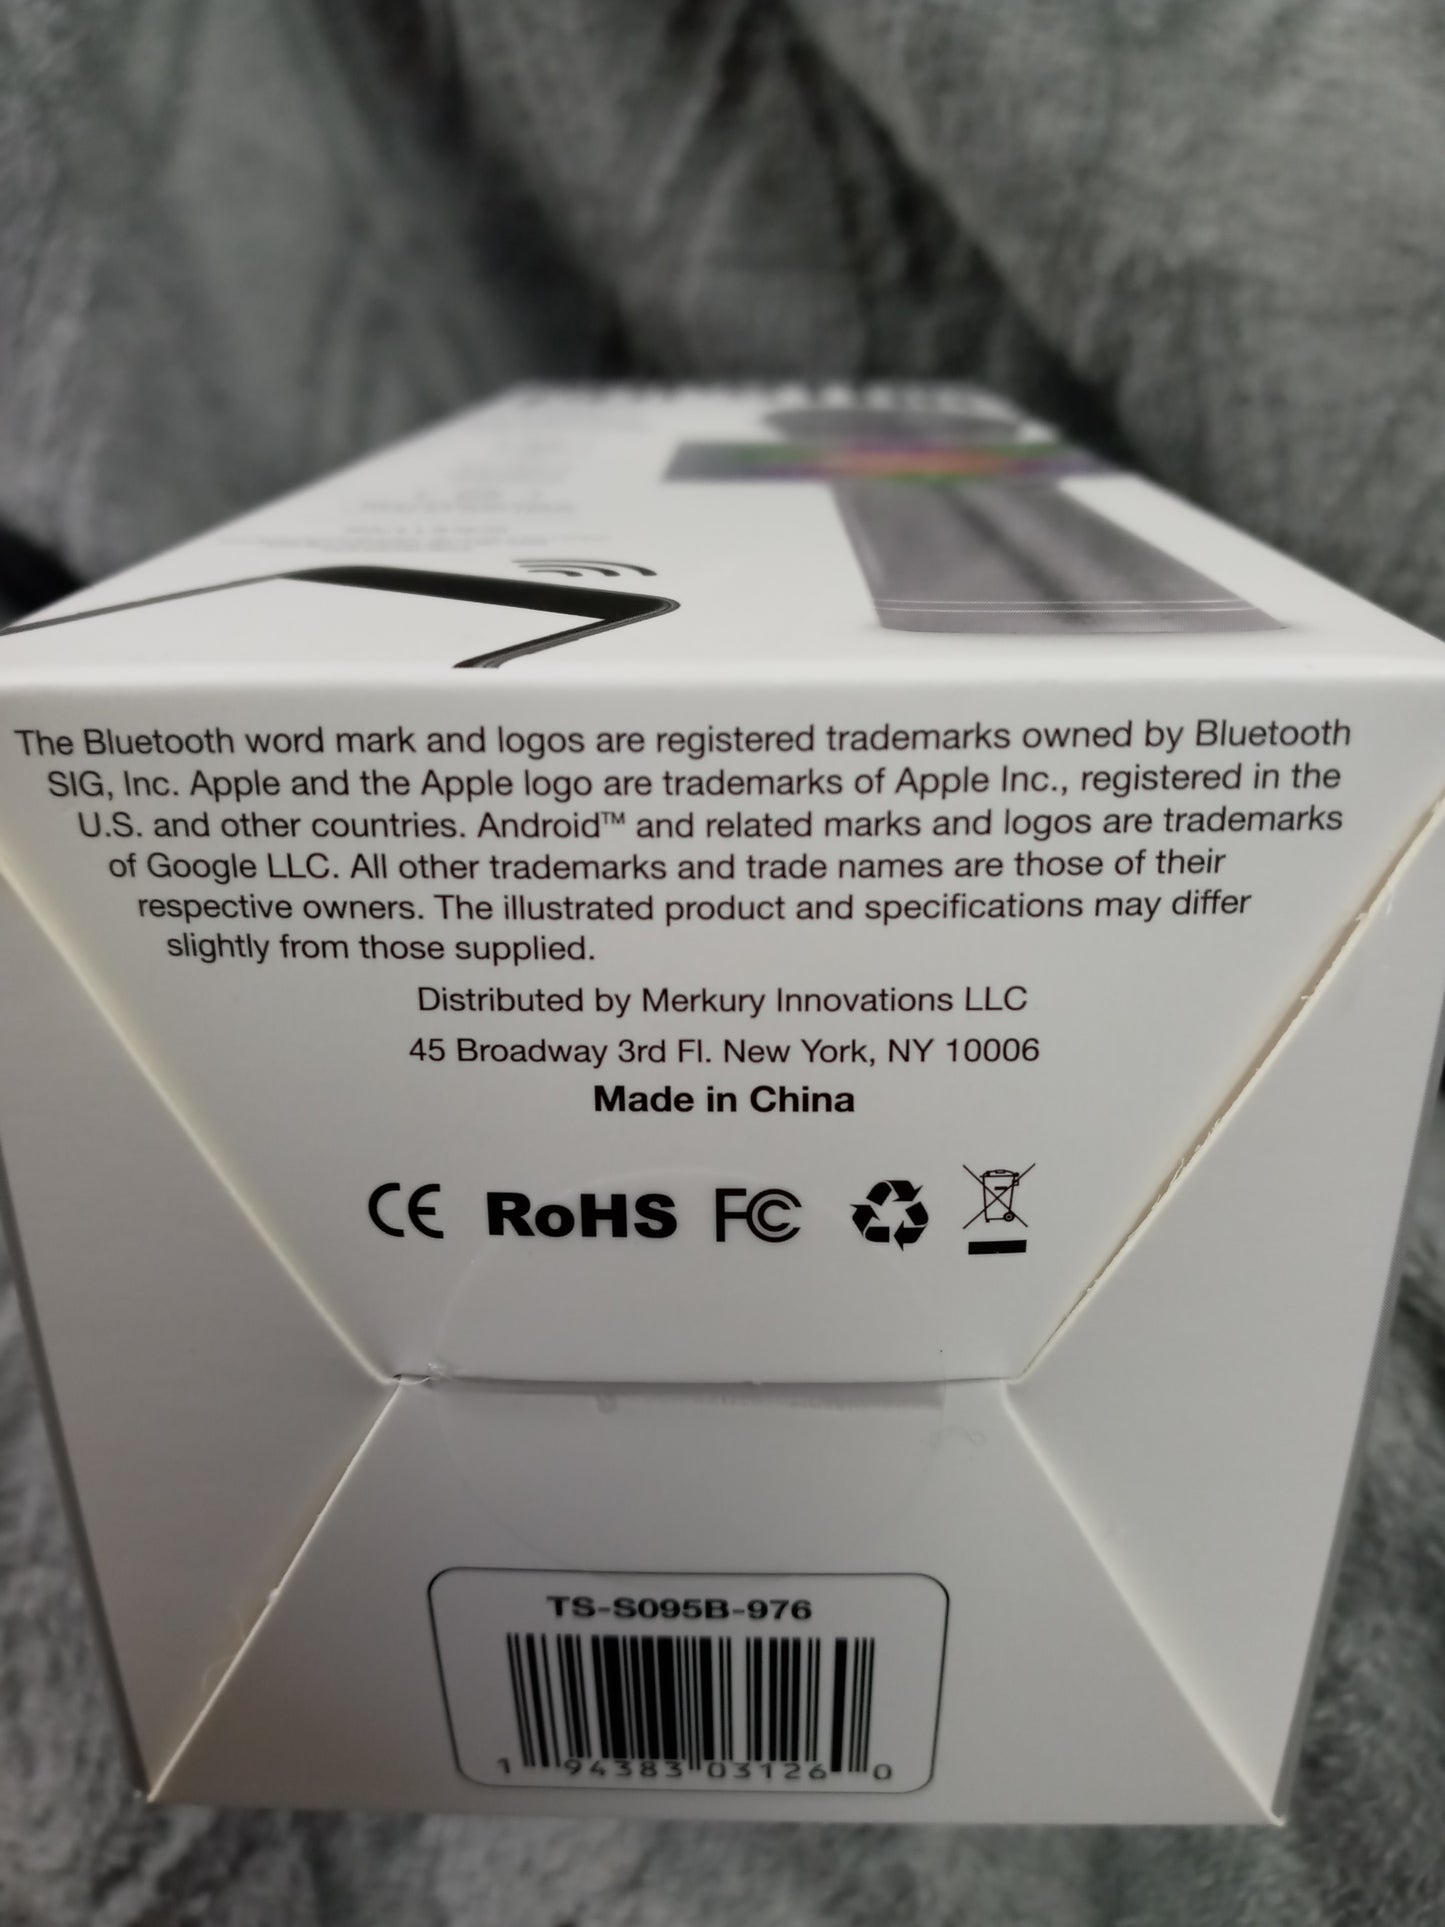 The Bluetooth word mark and logos are registered trademarks owned by Bluetooth
SIG, Inc. Apple and the Apple logo are trademarks of Apple Inc., registered in the
U.S. and other countries. Android™ and related marks and logos are trademarks
of Google LLC. All other trademarks and trade names are those of their
respective owners. The illustrated product and specifications may differ
slightly from those supplied.
Distributed by Merkury Innovations LLC
45 Broadway 3rd Fl. New York, NY 10006
Made in China
CE RoHS FC
TS-S095B-976
1 94383 03126 0